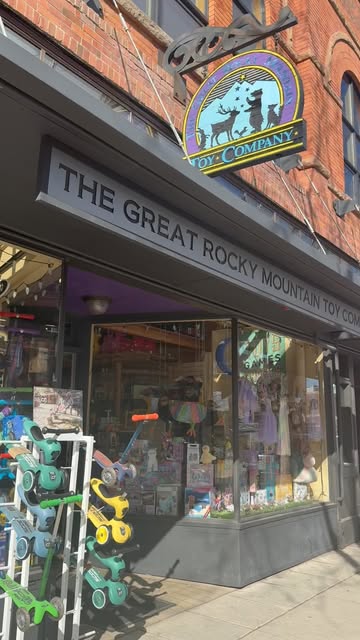 TOY · COMPANY
THE GREAT ROCKY MOUNTAIN TOY COM
GAMES